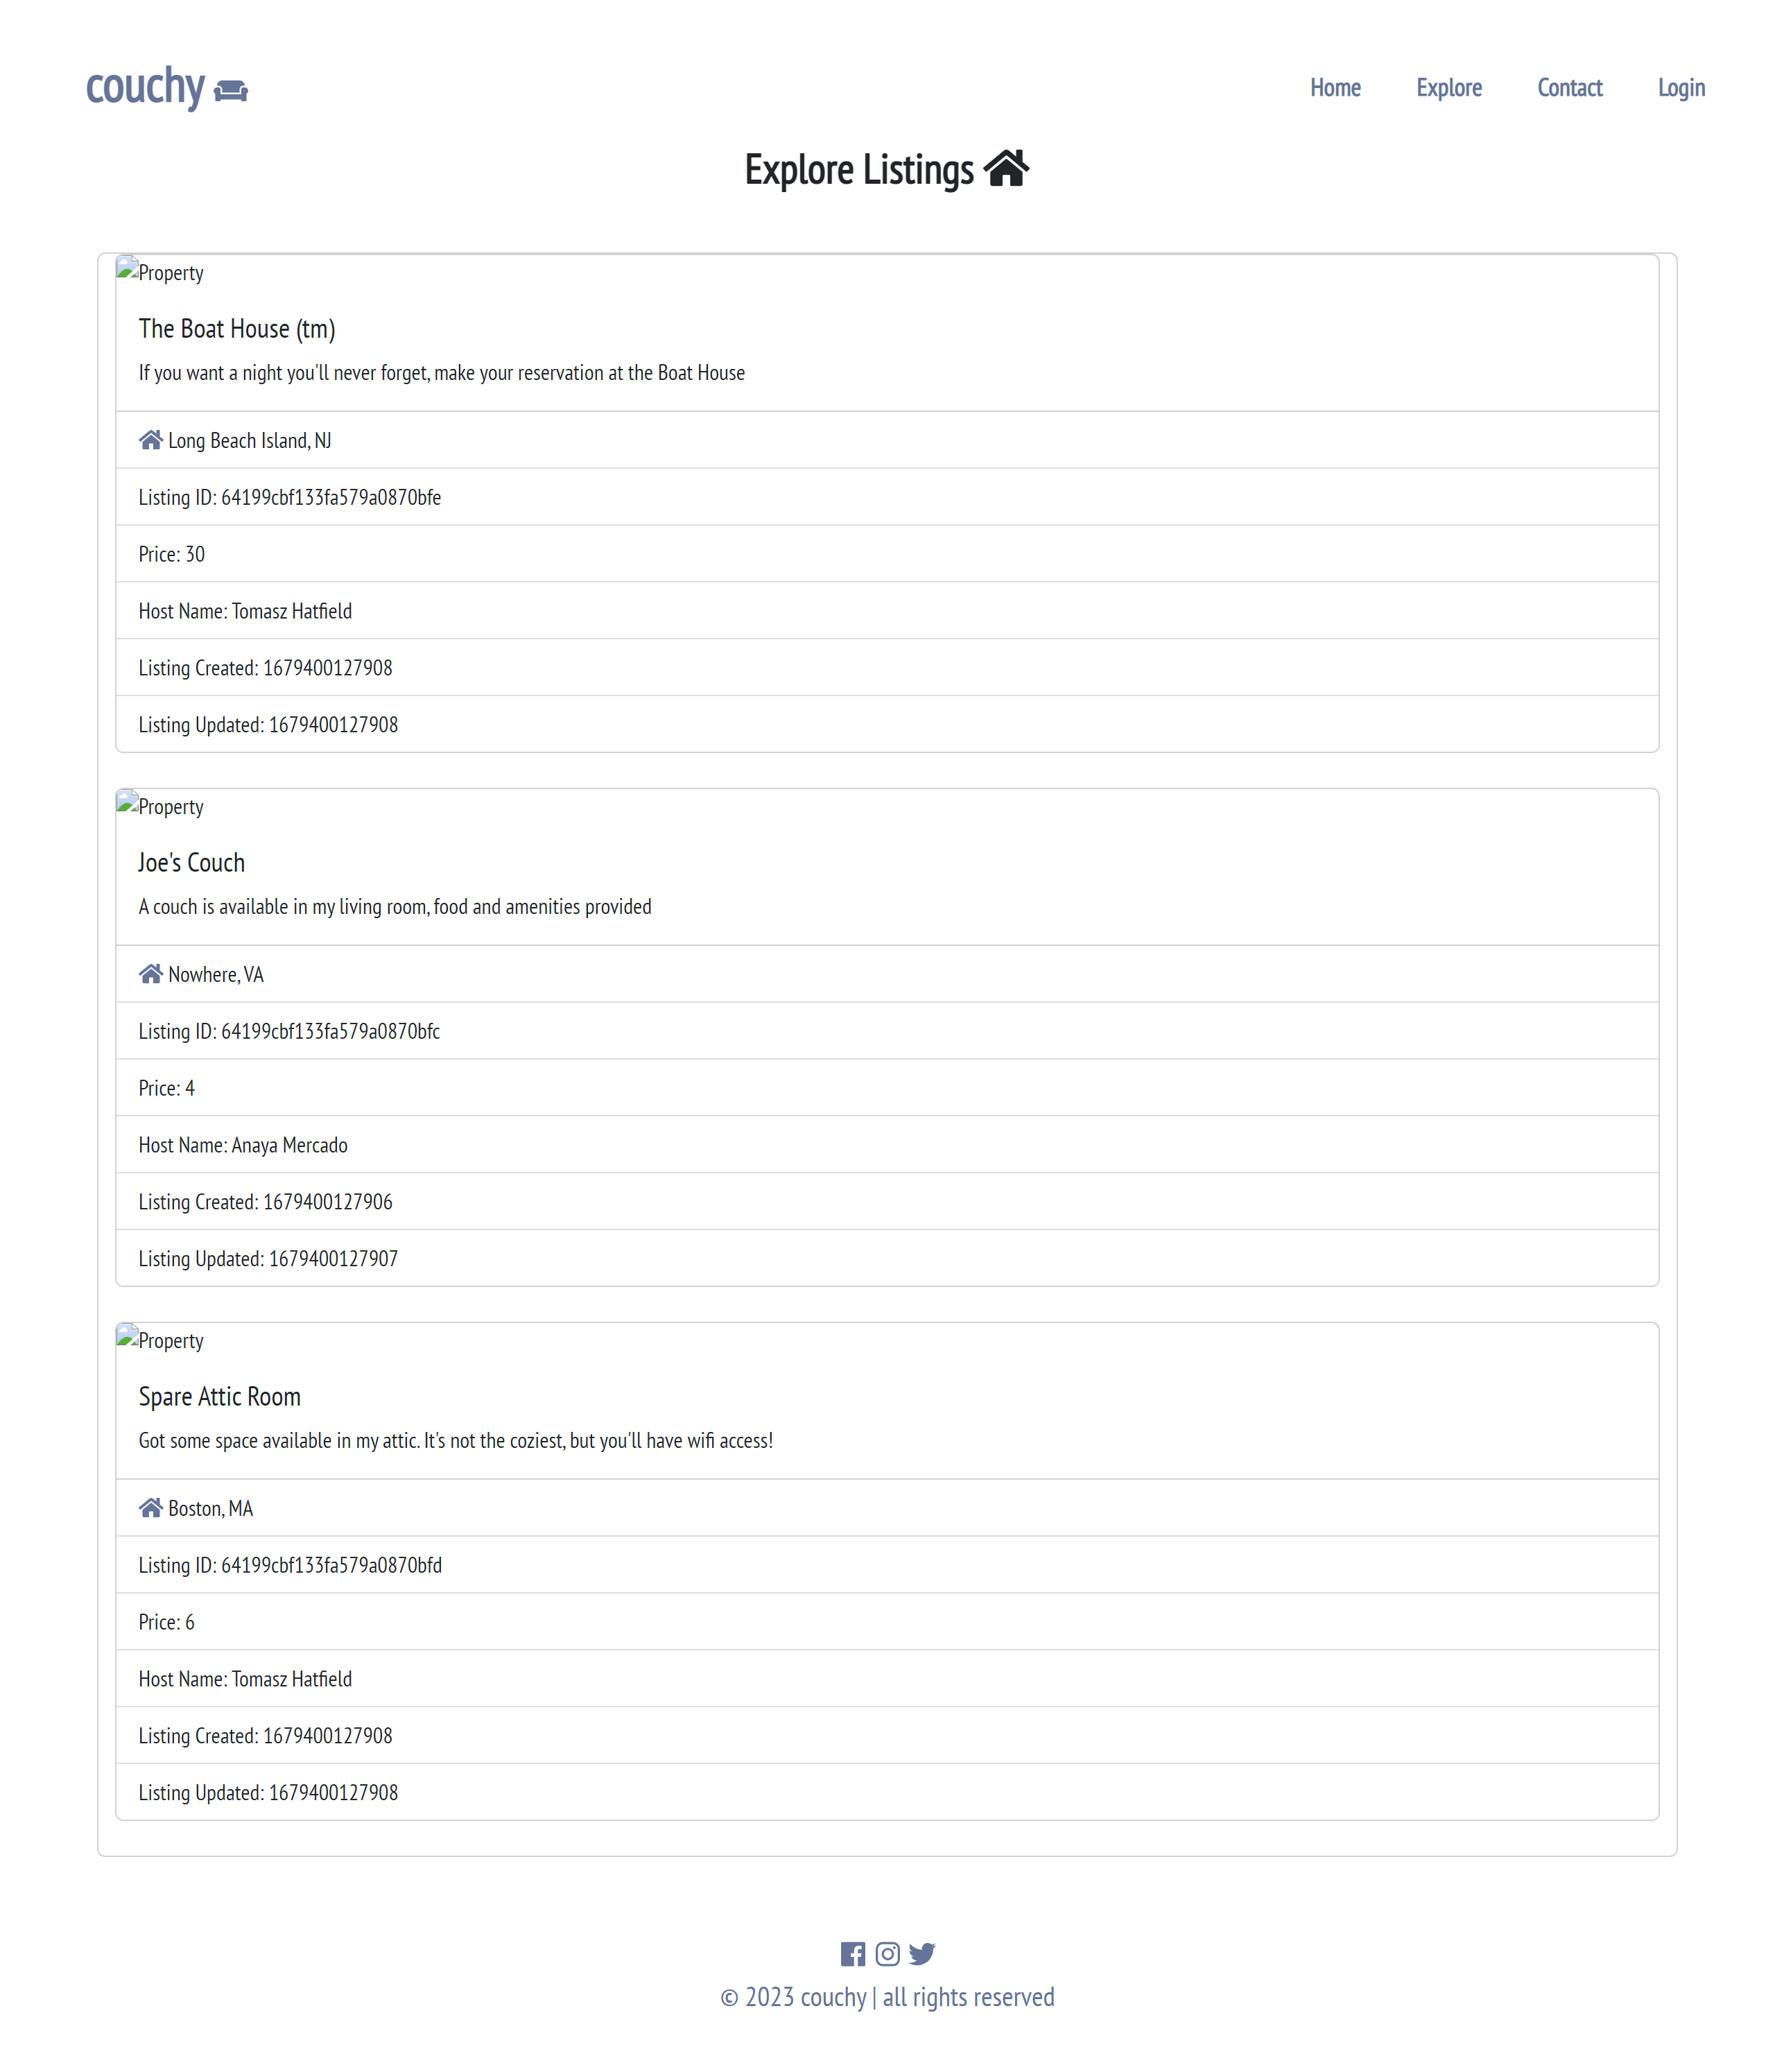 couchy
Home Explore Contact Login
Explore Listings
Property
The Boat House (tm)
If you want a night you'll never forget, make your reservation at the Boat House
Long Beach Island, NJ
Listing ID: 64199cbf133fa579a0870bfe
Price: 30
Host Name: Tomasz Hatfield
Listing Created: 1679400127908
Listing Updated: 1679400127908
Property
Joe's Couch
A couch is available in my living room, food and amenities provided
Nowhere, VA
Listing ID: 64199cbf133fa579a0870bfc
Price: 4
Host Name: Anaya Mercado
Listing Created: 1679400127906
Listing Updated: 1679400127907
Property
Spare Attic Room
Got some space available in my attic. It's not the coziest, but you'll have wifi access!
Boston, MA
Listing ID: 64199cbf133fa579a0870bfd
Price: 6
Host Name: Tomasz Hatfield
Listing Created: 1679400127908
Listing Updated: 1679400127908
© 2023 couchy | all rights reserved